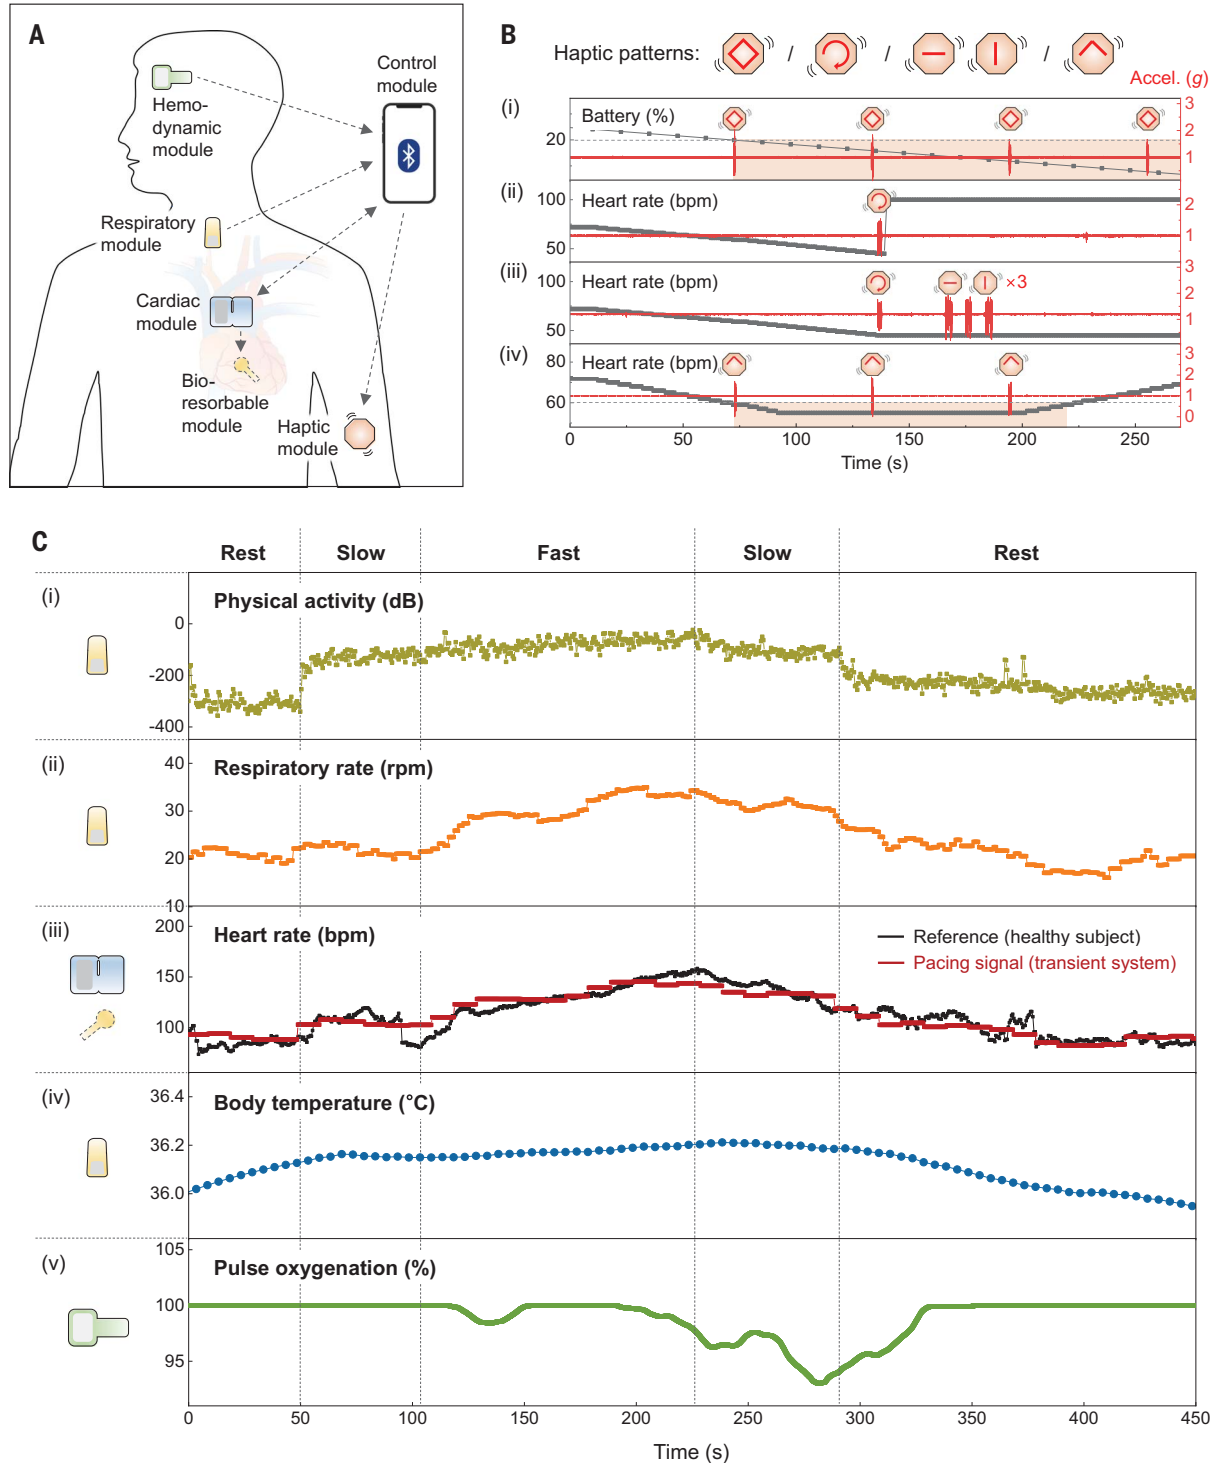 A
Control
module
Hemo-
dynamic
module
Respiratory
module
Cardiac
module
Bio-
resorbable
module
Haptic
module
B
Haptic patterns: / / /
Accel. (g)
(i)
Battery (%)
20
3
2
1
(ii)
Heart rate (bpm)
100
50
2
1
(iii)
Heart rate (bpm)
×3
100
50
3
2
1
(iv)
Heart rate (bpm)
80
60
3
2
1
0
0 50 100 150 200 250
Time (s)
C
Rest Slow Fast Slow Rest
(i)
Physical activity (dB)
0
-200
-400
(ii)
Respiratory rate (rpm)
40
30
20
10
(iii)
Heart rate (bpm)
200
150
100
Reference (healthy subject)
Pacing signal (transient system)
(iv)
Body temperature (°C)
36.4
36.2
36.0
(v)
Pulse oxygenation (%)
105
100
95
0 50 100 150 200 250 300 350 400 450
Time (s)